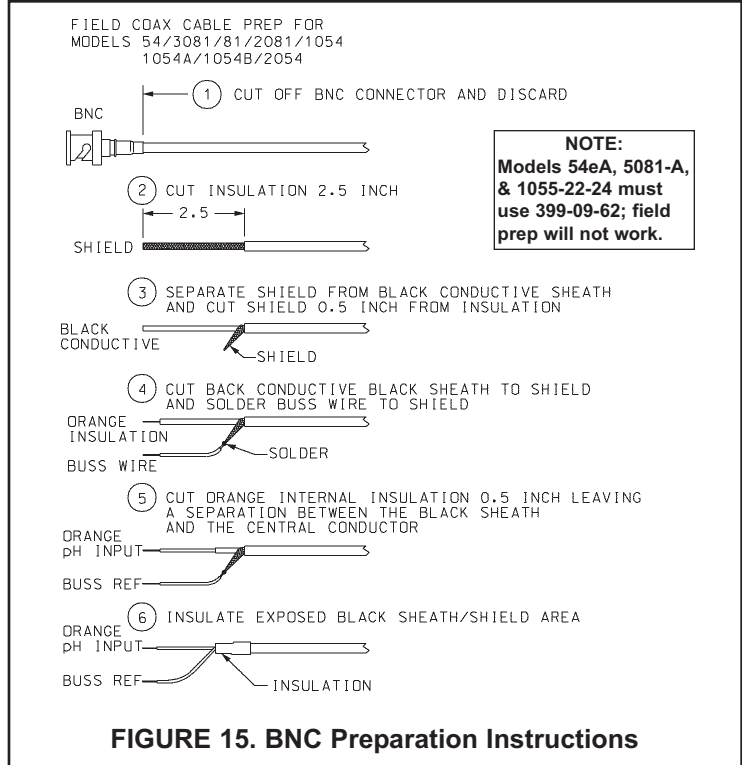 FIELD COAX CABLE PREP FOR
MODELS 54/3081/81/2081/1054
1054A/1054B/2054
1 CUT OFF BNC CONNECTOR AND DISCARD
BNC
NOTE:
Models 54eA, 5081-A,
& 1055-22-24 must
use 399-09-62; field
prep will not work.
2 CUT INSULATION 2.5 INCH
2.5
SHIELD
3 SEPARATE SHIELD FROM BLACK CONDUCTIVE SHEATH
AND CUT SHIELD 0.5 INCH FROM INSULATION
BLACK
CONDUCTIVE
SHIELD
4 CUT BACK CONDUCTIVE BLACK SHEATH TO SHIELD
AND SOLDER BUSS WIRE TO SHIELD
ORANGE
INSULATION
SOLDER
BUSS WIRE
5 CUT ORANGE INTERNAL INSULATION 0.5 INCH LEAVING
A SEPARATION BETWEEN THE BLACK SHEATH
AND THE CENTRAL CONDUCTOR
ORANGE
pH INPUT
BUSS REF
6 INSULATE EXPOSED BLACK SHEATH/SHIELD AREA
ORANGE
pH INPUT
BUSS REF
INSULATION
FIGURE 15. BNC Preparation Instructions